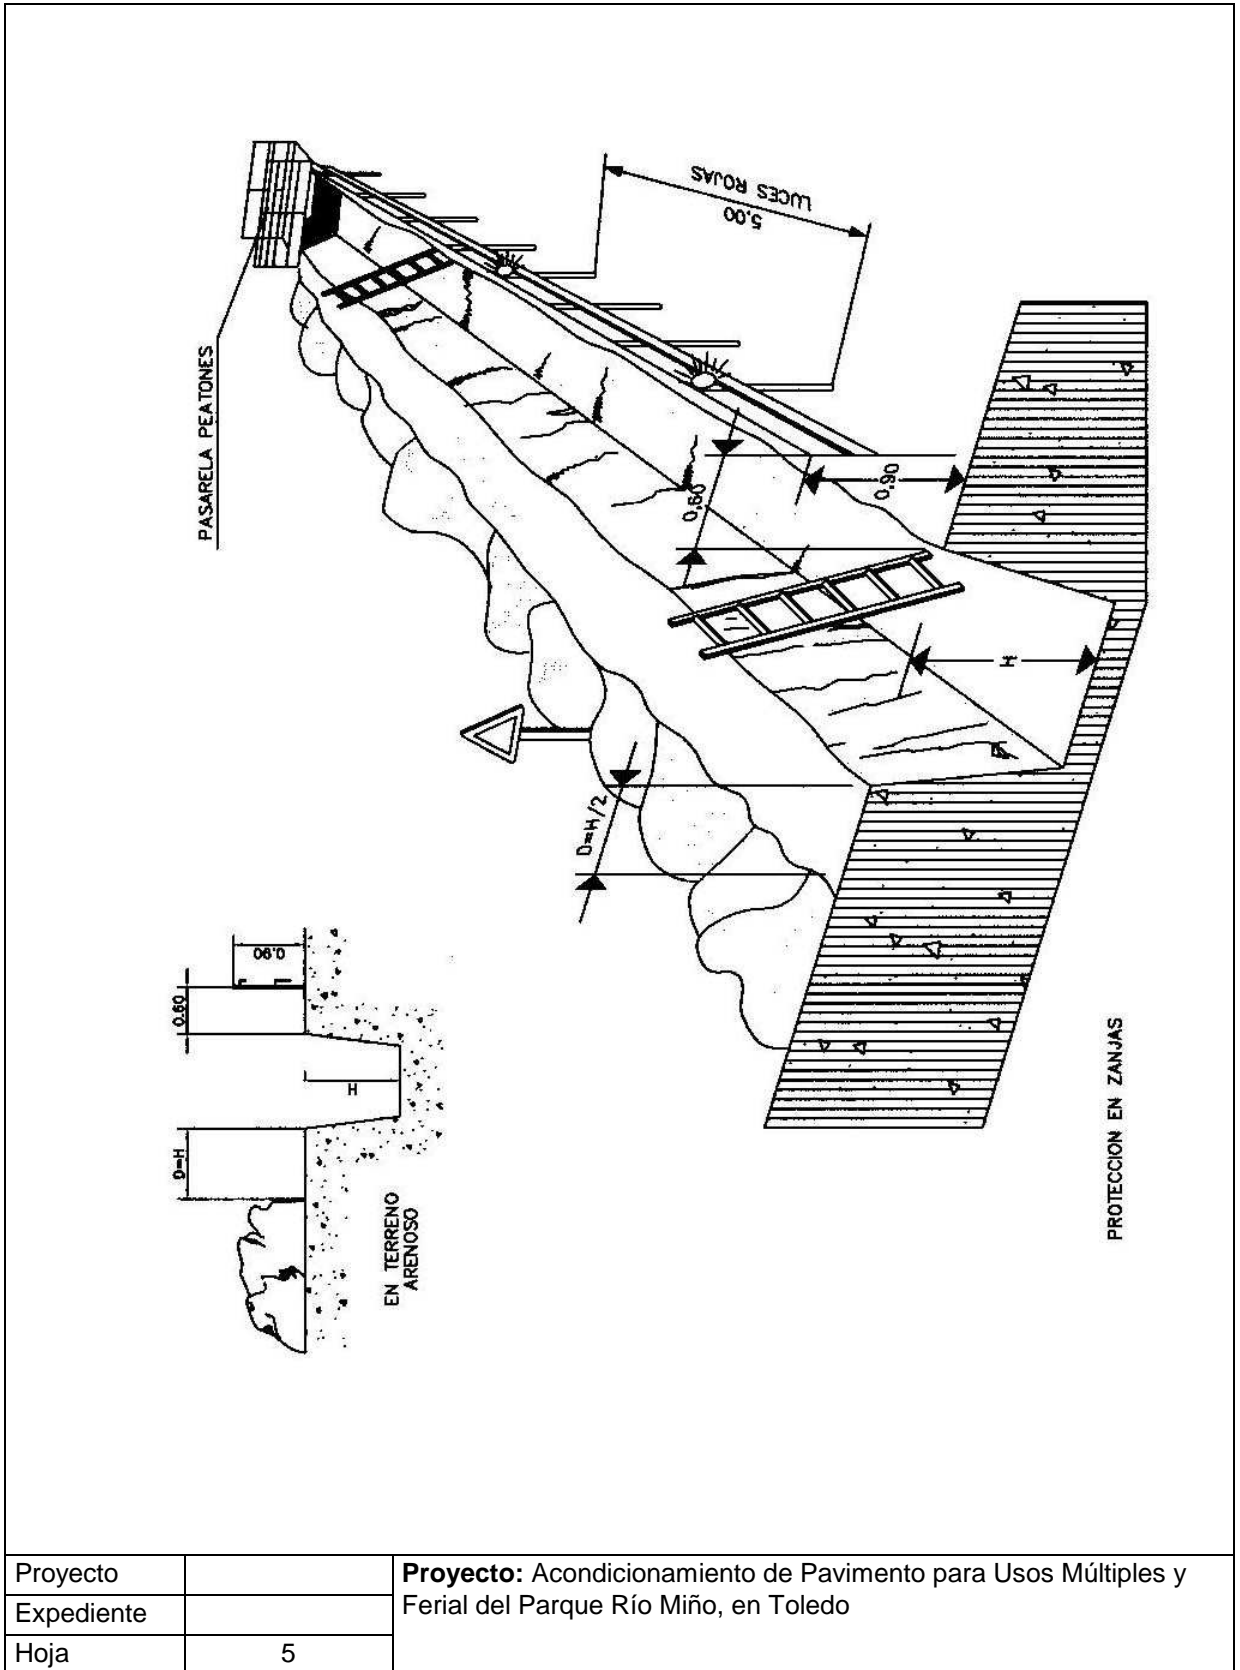 PASARELA PEATONES
LUCES ROJAS
5.00
0,60
0,90
H
D=H/2
0.60
0.90
H
D=H
EN TERRENO
ARENOSO
PROTECCION EN ZANJAS
Proyecto
Expediente
Hoja 5
Proyecto: Acondicionamiento de Pavimento para Usos Múltiples y
Ferial del Parque Río Miño, en Toledo